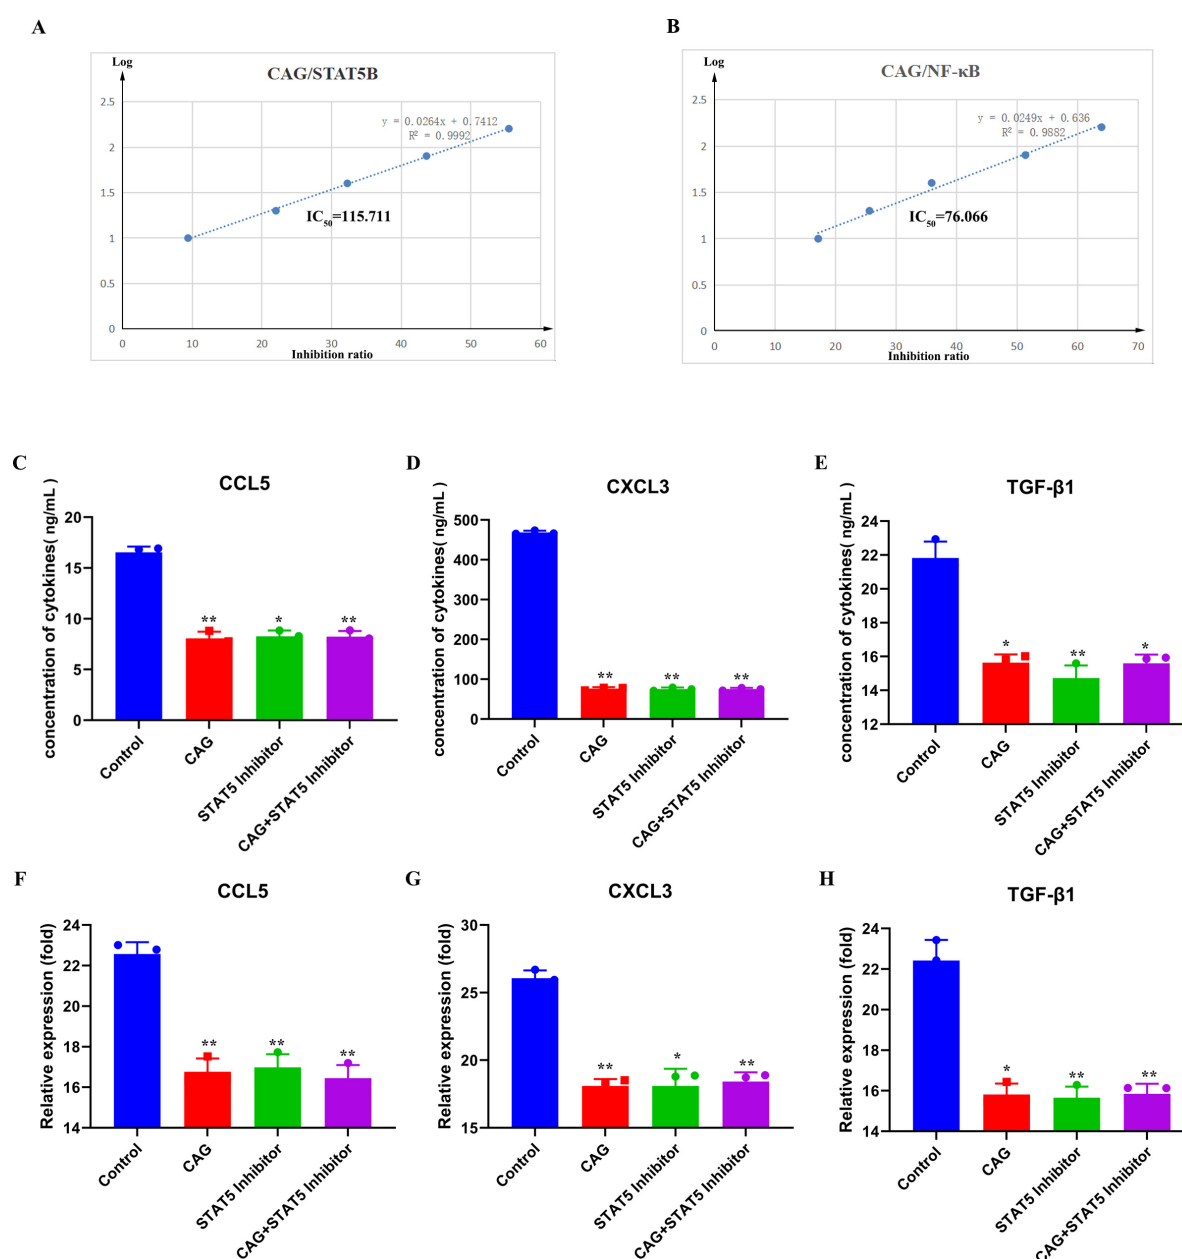 A
Log
CAG/STAT5B
2.5
y = 0.0264x + 0.7412
R² = 0.9992
2
1.5
IC50=115.711
1
0.5
0
0 10 20 30 40 50 60
Inhibition ratio
B
Log
CAG/NF-κB
2.5
y = 0.0249x + 0.636
R² = 0.9882
2
1.5
IC50=76.066
1
0.5
0
0 10 20 30 40 50 60 70
Inhibition ratio
C
CCL5
concentration of cytokines( ng/mL )
20
15
10
5
0
** * **
Control
CAG
STAT5 Inhibitor
CAG+STAT5 Inhibitor
D
CXCL3
concentration of cytokines( ng/mL )
500
400
300
200
100
0
** ** **
Control
CAG
STAT5 Inhibitor
CAG+STAT5 Inhibitor
E
TGF-β1
concentration of cytokines( ng/mL )
24
22
20
18
16
14
12
* ** *
Control
CAG
STAT5 Inhibitor
CAG+STAT5 Inhibitor
F
CCL5
Relative expression (fold)
24
22
20
18
16
14
** ** **
Control
CAG
STAT5 Inhibitor
CAG+STAT5 Inhibitor
G
CXCL3
Relative expression (fold)
30
25
20
15
** * **
Control
CAG
STAT5 Inhibitor
CAG+STAT5 Inhibitor
H
TGF-β1
Relative expression (fold)
24
22
20
18
16
14
* ** **
Control
CAG
STAT5 Inhibitor
CAG+STAT5 Inhibitor